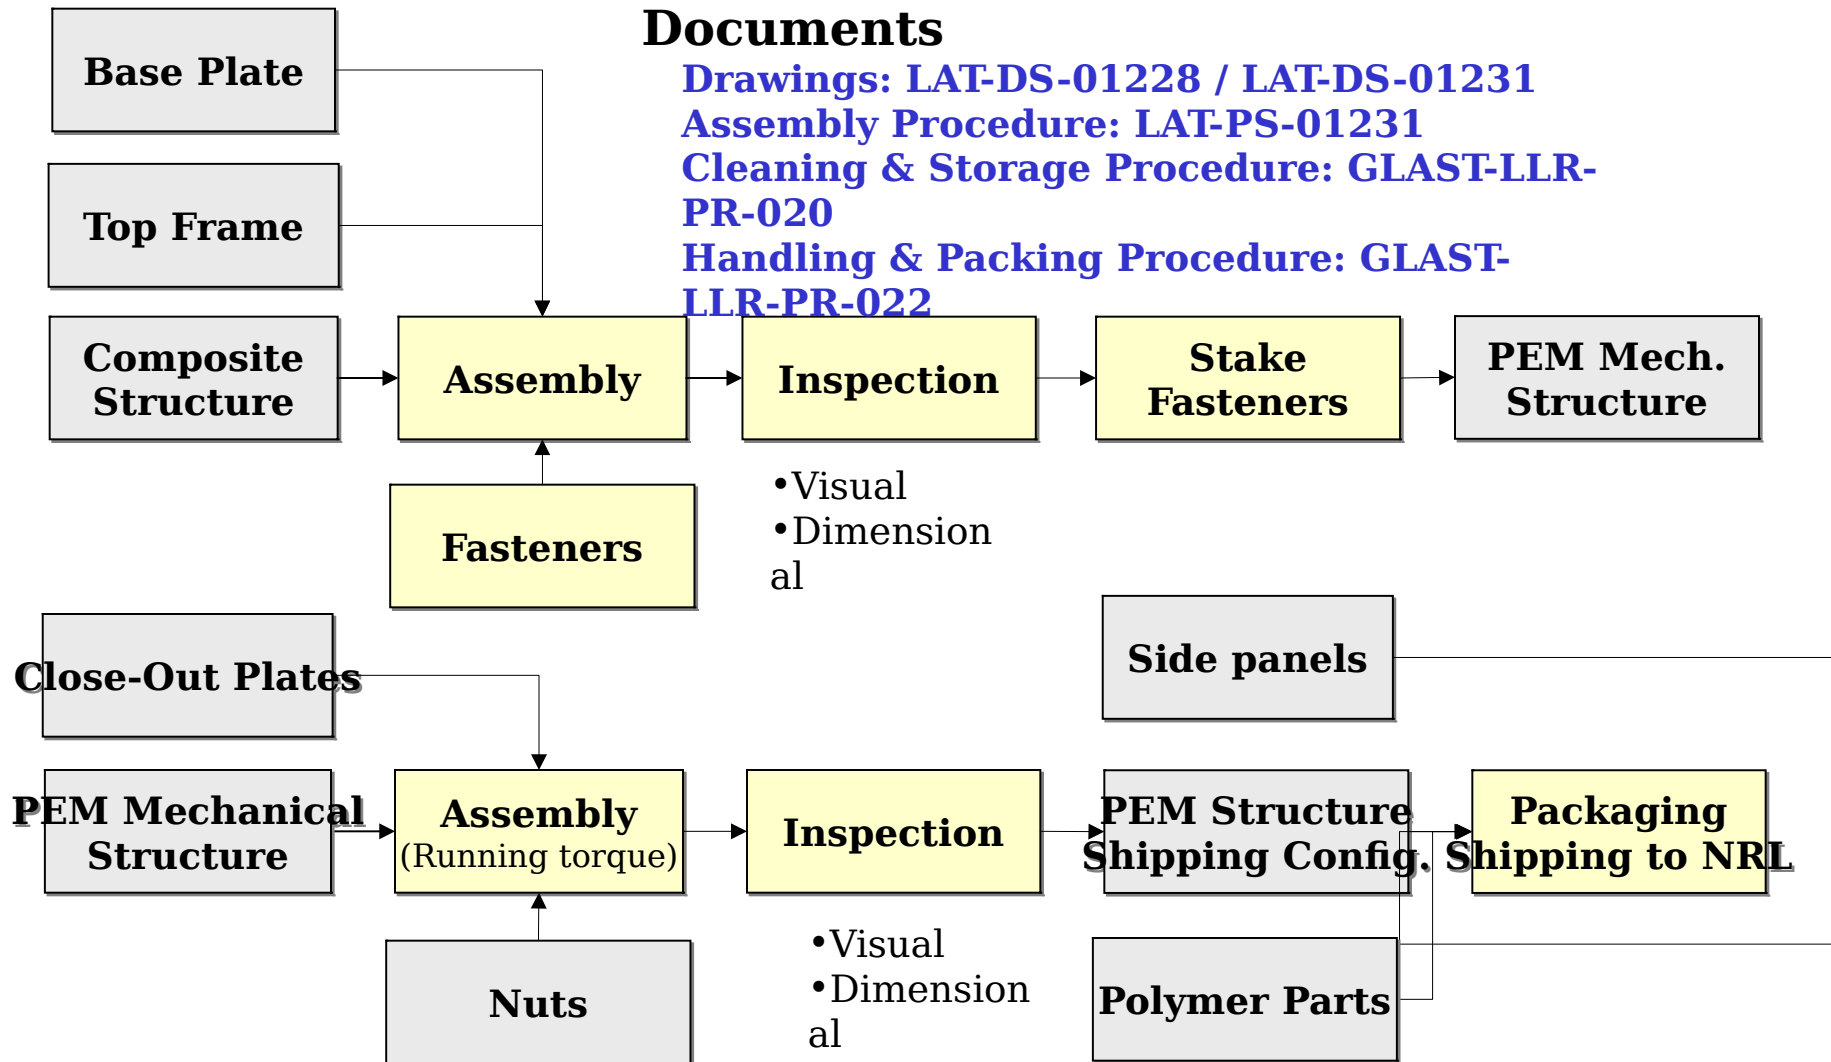 Documents
Drawings: LAT-DS-01228 / LAT-DS-01231
Assembly Procedure: LAT-PS-01231
Cleaning & Storage Procedure: GLAST-LLR-
PR-020
Handling & Packing Procedure: GLAST-
LLR-PR-022
Base Plate
Top Frame
Composite
Structure
Assembly
Inspection
Stake
Fasteners
PEM Mech.
Structure
Fasteners
•Visual
•Dimension
al
Close-Out Plates
Side panels
PEM Mechanical
Structure
Assembly
(Running torque)
Inspection
PEM Structure
Shipping Config.
Packaging
Shipping to NRL
Nuts
•Visual
•Dimension
al
Polymer Parts